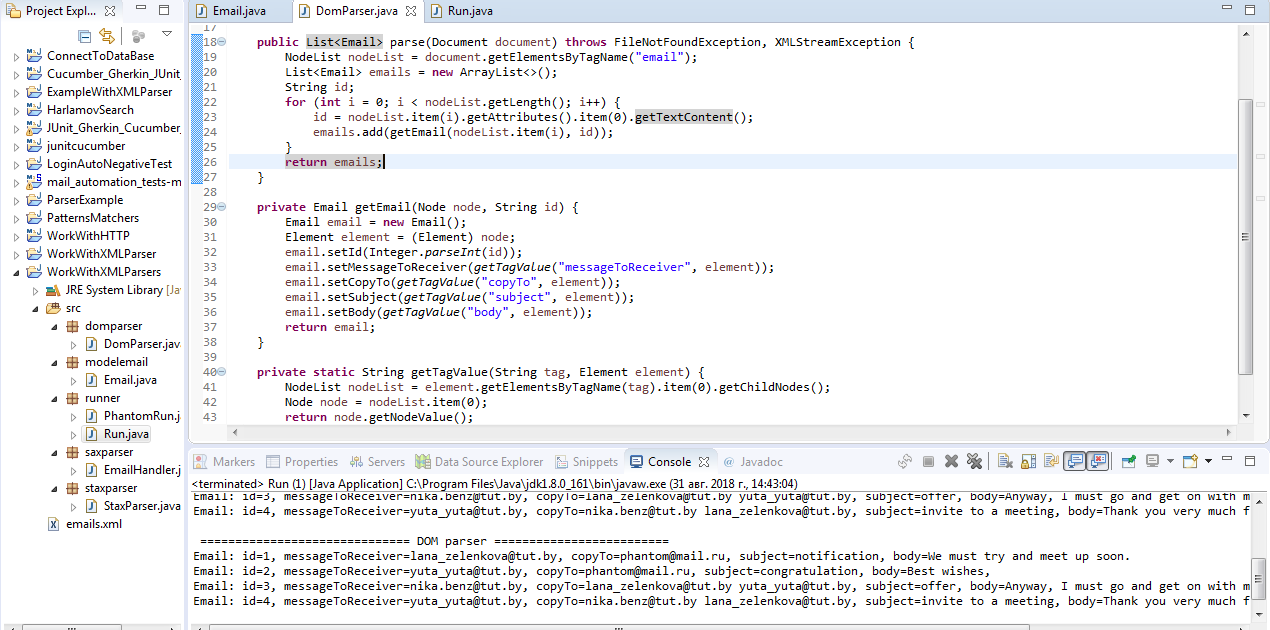 Project Expl...
ConnectToDataBase
Cucumber_Gherkin_JUnit
ExampleWithXMLParser
HarlamovSearch
JUnit_Gherkin_Cucumber
junitcucumber
LoginAutoNegativeTest
mail_automation_tests-m
ParserExample
PatternsMatchers
WorkWithHTTP
WorkWithXMLParser
WorkWithXMLParsers
JRE System Library [Ja
src
domparser
DomParser.jav
modelemail
Email.java
runner
PhantomRun.j
Run.java
saxparser
EmailHandler.j
staxparser
StaxParser.java
emails.xml
Email.java DomParser.java Run.java
17
18 public List<Email> parse(Document document) throws FileNotFoundException, XMLStreamException {
19 NodeList nodeList = document.getElementsByTagName("email");
20 List<Email> emails = new ArrayList<>();
21 String id;
22 for (int i = 0; i < nodeList.getLength(); i++) {
23 id = nodeList.item(i).getAttributes().item(0).getTextContent();
24 emails.add(getEmail(nodeList.item(i), id));
25 }
26 return emails;
27 }
28
29 private Email getEmail(Node node, String id) {
30 Email email = new Email();
31 Element element = (Element) node;
32 email.setId(Integer.parseInt(id));
33 email.setMessageToReceiver(getTagValue("messageToReceiver", element));
34 email.setCopyTo(getTagValue("copyTo", element));
35 email.setSubject(getTagValue("subject", element));
36 email.setBody(getTagValue("body", element));
37 return email;
38 }
39
40 private static String getTagValue(String tag, Element element) {
41 NodeList nodeList = element.getElementsByTagName(tag).item(0).getChildNodes();
42 Node node = nodeList.item(0);
43 return node.getNodeValue();
Markers Properties Servers Data Source Explorer Snippets Console @ Javadoc
<terminated> Run (1) [Java Application] C:\Program Files\Java\jdk1.8.0_161\bin\javaw.exe (31 авг. 2018 г., 14:43:04)
Email: id=3, messageToReceiver=nika.benz@tut.by, copyTo=lana_zelenkova@tut.by yuta_yuta@tut.by, subject=offer, body=Anyway, I must go and get on with m
Email: id=4, messageToReceiver=yuta_yuta@tut.by, copyTo=nika.benz@tut.by lana_zelenkova@tut.by, subject=invite to a meeting, body=Thank you very much f
============================== DOM parser =========================
Email: id=1, messageToReceiver=lana_zelenkova@tut.by, copyTo=phantom@mail.ru, subject=notification, body=We must try and meet up soon.
Email: id=2, messageToReceiver=yuta_yuta@tut.by, copyTo=phantom@mail.ru, subject=congratulation, body=Best wishes,
Email: id=3, messageToReceiver=nika.benz@tut.by, copyTo=lana_zelenkova@tut.by yuta_yuta@tut.by, subject=offer, body=Anyway, I must go and get on with m
Email: id=4, messageToReceiver=yuta_yuta@tut.by, copyTo=nika.benz@tut.by lana_zelenkova@tut.by, subject=invite to a meeting, body=Thank you very much f